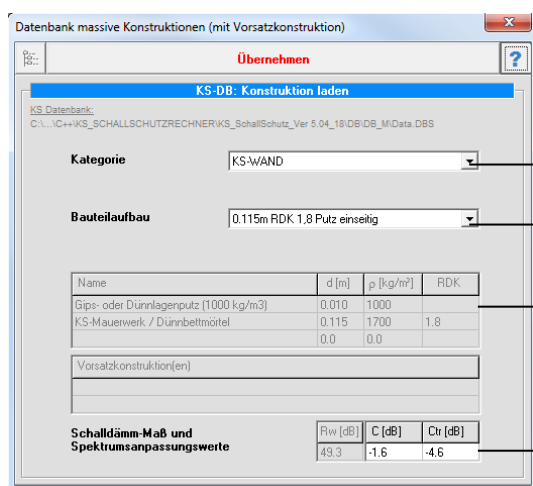 Datenbank massive Konstruktionen (mit Vorsatzkonstruktion)
x
Übernehmen
?
KS-DB: Konstruktion laden
KS Datenbank:
C:\...\C++\KS_SCHALLSCHUTZRECHNER\KS_SchallSchutz_Ver 5.04_18\DB\DB_M\Data.DBS
Kategorie KS-WAND
Bauteilaufbau 0.115m RDK 1,8 Putz einseitig
Name d [m] ρ [kg/m³] RDK
Gips- oder Dünnlagenputz (1000 kg/m3) 0.010 1000
KS-Mauerwerk / Dünnbettmörtel 0.115 1700 1.8
0.0 0.0
Vorsatzkonstruktion(en)
Schalldämm-Maß und Rw [dB] C [dB] Ctr [dB]
Spektrumsanpassungswerte 49.3 -1.6 -4.6